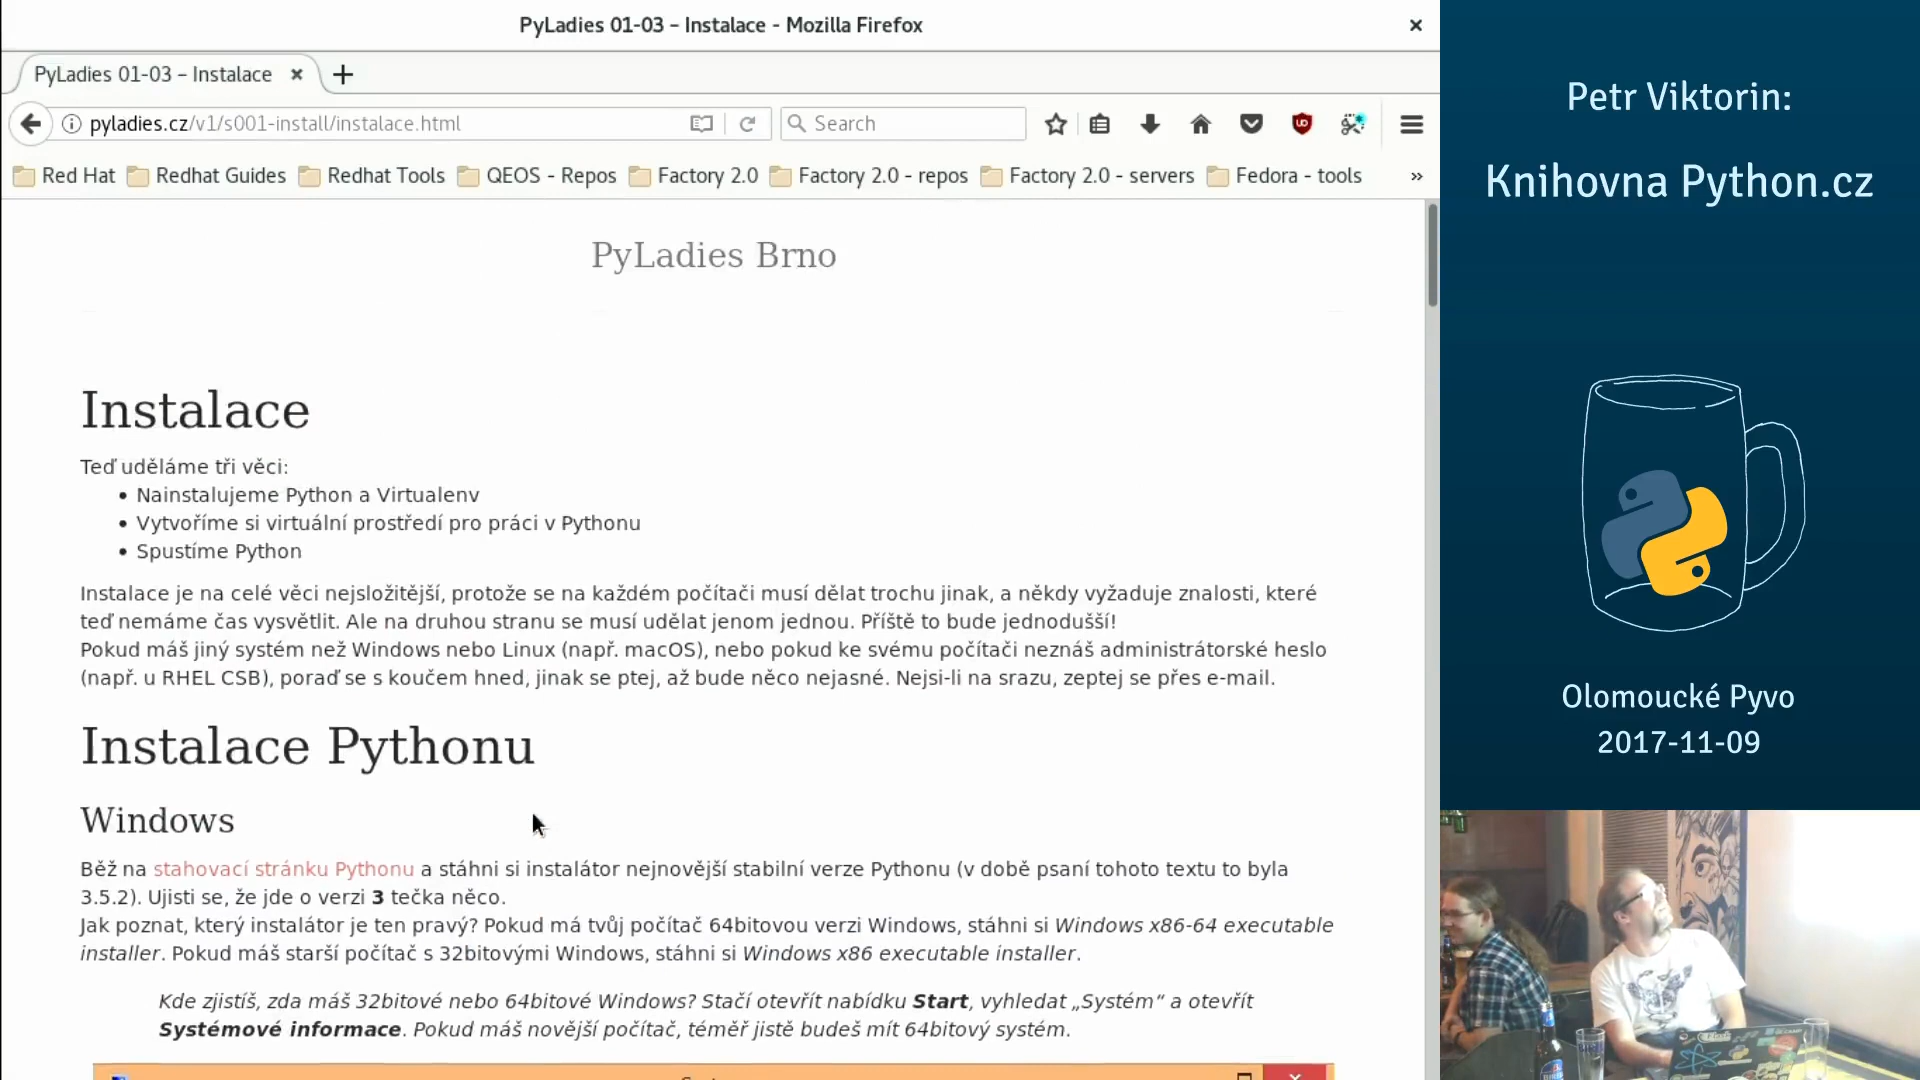 PyLadies 01-03 – Instalace - Mozilla Firefox
PyLadies 01-03 – Instalace
pyladies.cz/v1/s001-install/instalace.html
Search
Red Hat
Redhat Guides
Redhat Tools
QEOS - Repos
Factory 2.0
Factory 2.0 - repos
Factory 2.0 - servers
Fedora - tools
PyLadies Brno
Instalace
Teď uděláme tři věci:
• Nainstalujeme Python a Virtualenv
• Vytvoříme si virtuální prostředí pro práci v Pythonu
• Spustíme Python
Instalace je na celé věci nejsložitější, protože se na každém počítači musí dělat trochu jinak, a někdy vyžaduje znalosti, které
teď nemáme čas vysvětlit. Ale na druhou stranu se musí udělat jenom jednou. Příště to bude jednodušší!
Pokud máš jiný systém než Windows nebo Linux (např. macOS), nebo pokud ke svému počítači neznáš administrátorské heslo
(např. u RHEL CSB), poraď se s koučem hned, jinak se ptej, až bude něco nejasné. Nejsi-li na srazu, zeptej se přes e-mail.
Instalace Pythonu
Windows
Běž na stahovací stránku Pythonu a stáhni si instalátor nejnovější stabilní verze Pythonu (v době psaní tohoto textu to byla
3.5.2). Ujisti se, že jde o verzi 3 tečka něco.
Jak poznat, který instalátor je ten pravý? Pokud má tvůj počítač 64bitovou verzi Windows, stáhni si Windows x86-64 executable
installer. Pokud máš starší počítač s 32bitovými Windows, stáhni si Windows x86 executable installer.
Kde zjistíš, zda máš 32bitové nebo 64bitové Windows? Stačí otevřít nabídku Start, vyhledat „Systém“ a otevřít
Systémové informace. Pokud máš novější počítač, téměř jistě budeš mít 64bitový systém.
Petr Viktorin:
Knihovna Python.cz
Olomoucké Pyvo
2017-11-09